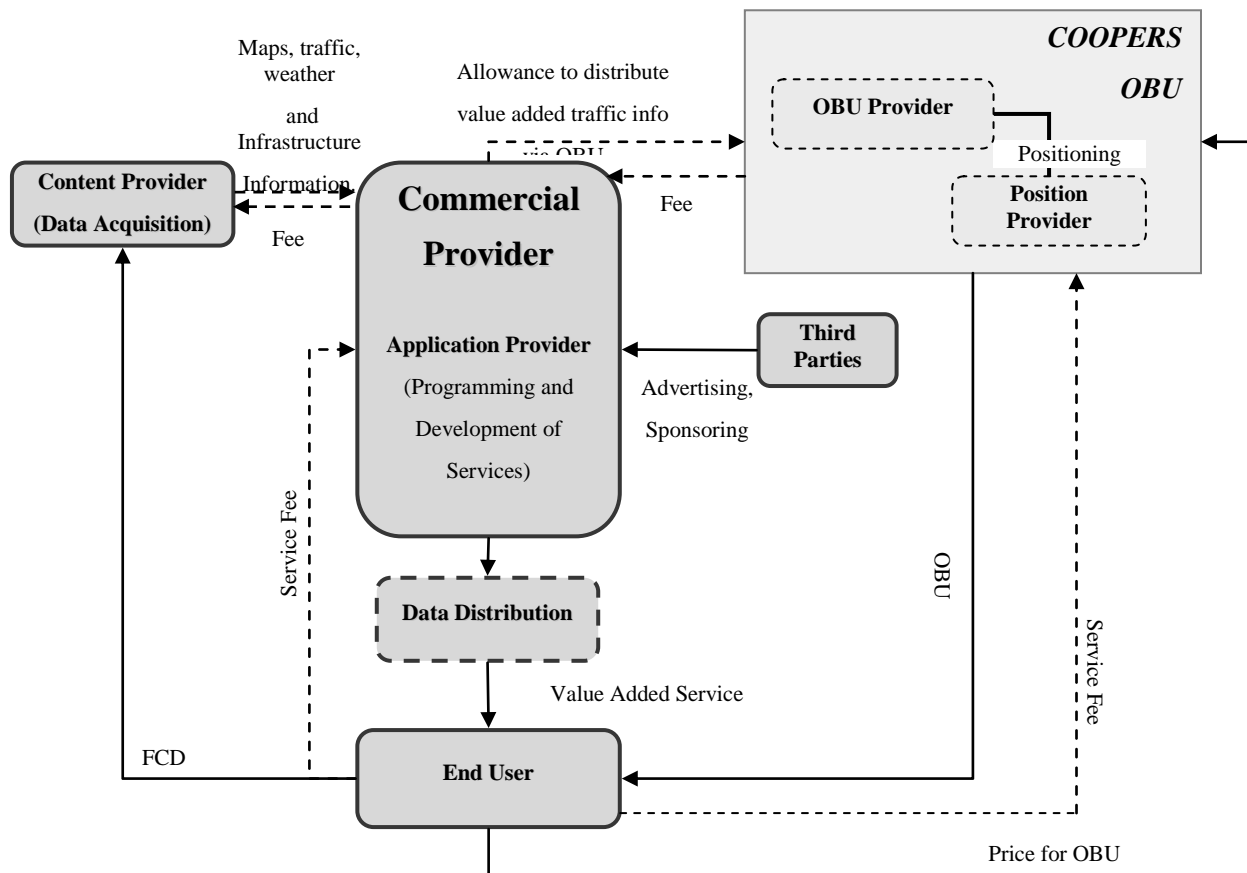 Maps, traffic,
weather
and
Infrastructure
Information
Fee
Content Provider
(Data Acquisition)
Allowance to distribute
value added traffic info
via OBU
Fee
COOPERS
OBU
OBU Provider
Positioning
Position
Provider
Commercial
Provider
Application Provider
(Programming and
Development of
Services)
Third
Parties
Advertising,
Sponsoring
Service Fee
Data Distribution
OBU
Service Fee
Value Added Service
FCD
End User
Price for OBU